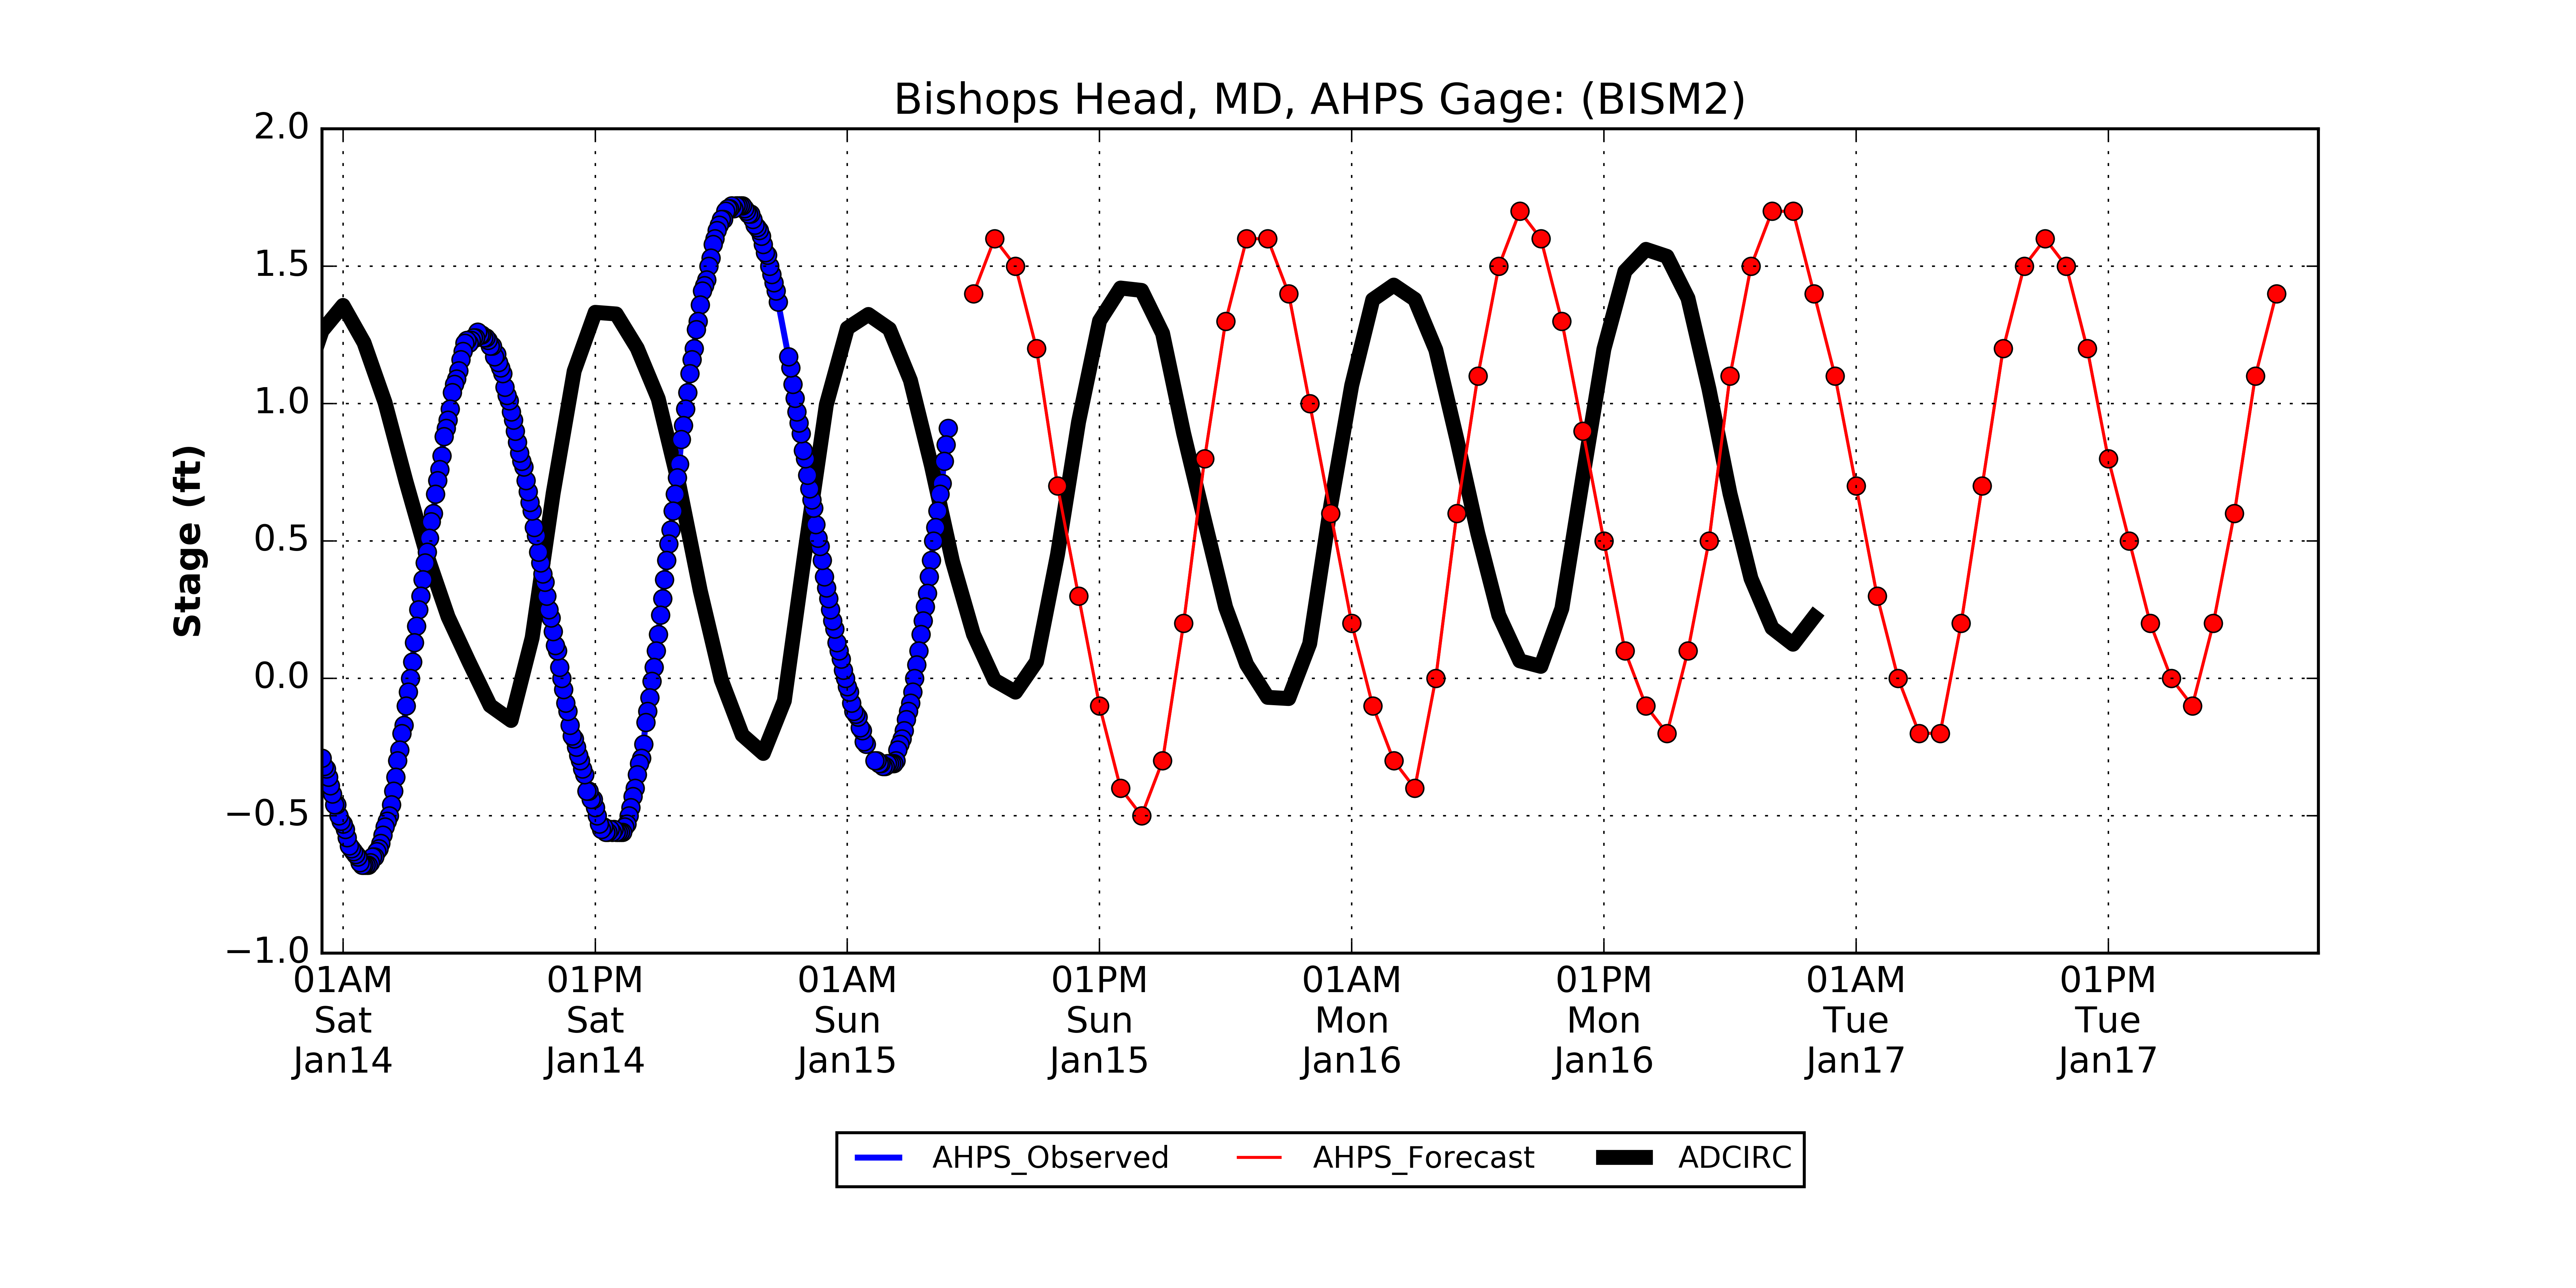 Bishops Head, MD, AHPS Gage: (BISM2)
2.0
1.5
1.0
0.5
0.0
−0.5
−1.0
Stage (ft)
01AM 01PM 01AM 01PM 01AM 01PM 01AM 01PM
Sat Sat Sun Sun Mon Mon Tue Tue
Jan14 Jan14 Jan15 Jan15 Jan16 Jan16 Jan17 Jan17
AHPS_Observed AHPS_Forecast ADCIRC